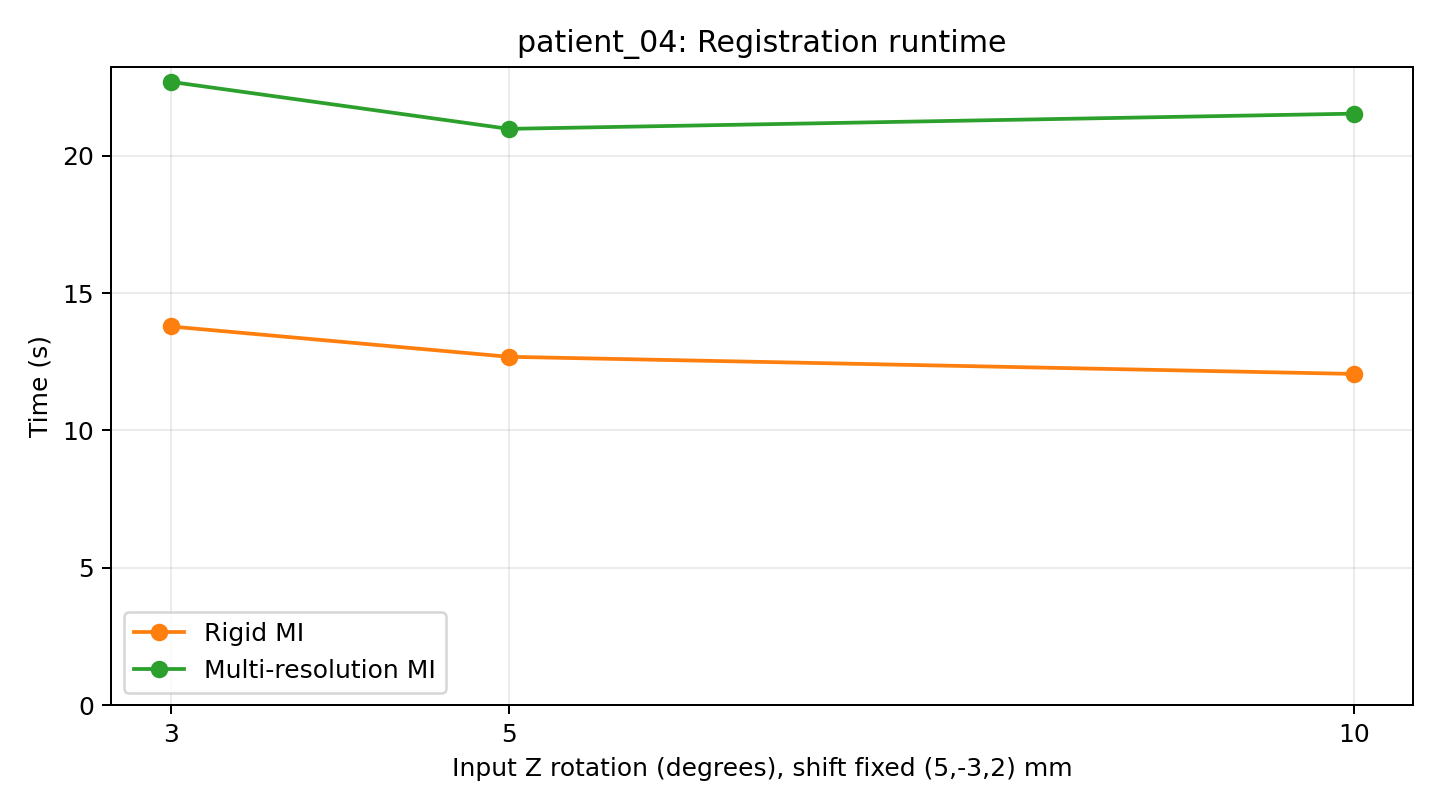 patient_04: Registration runtime
Time (s)
20
15
10
5
0
Rigid MI
Multi-resolution MI
3
5
10
Input Z rotation (degrees), shift fixed (5,-3,2) mm